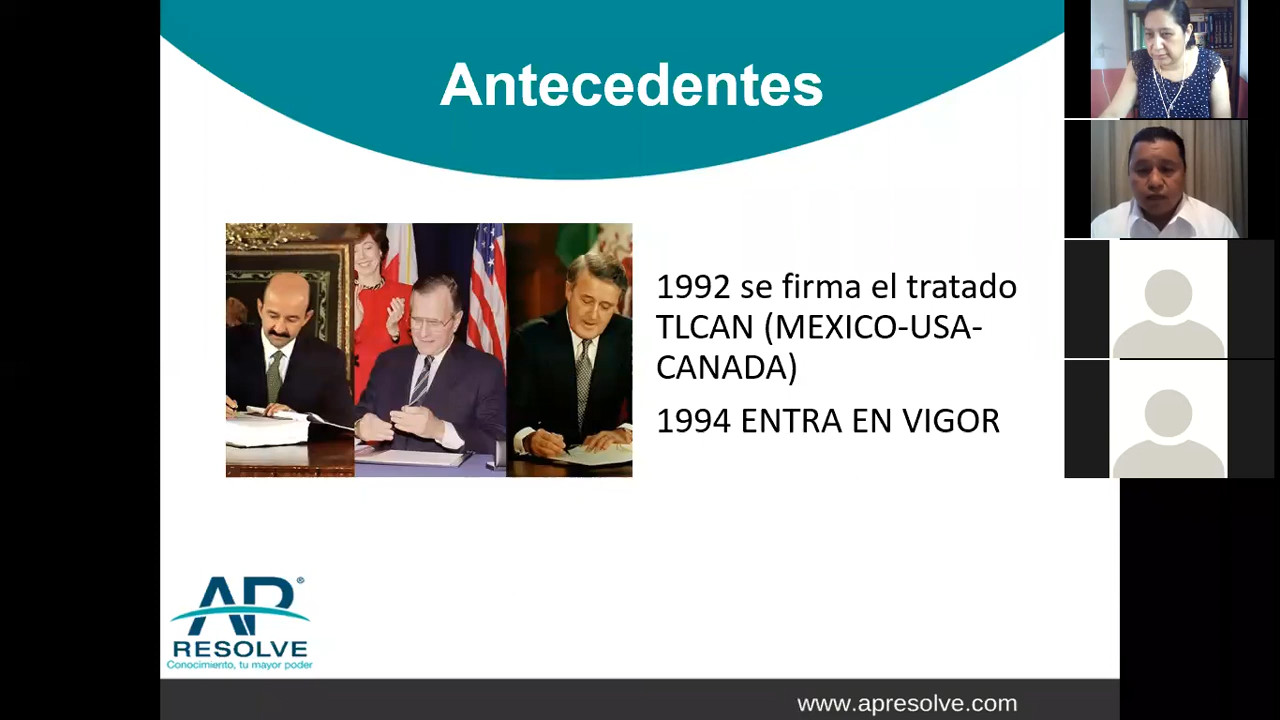 Antecedentes
1992 se firma el tratado
TLCAN (MEXICO-USA-
CANADA)
1994 ENTRA EN VIGOR
AP®
RESOLVE
Conocimiento, tu mayor poder
www.apresolve.com